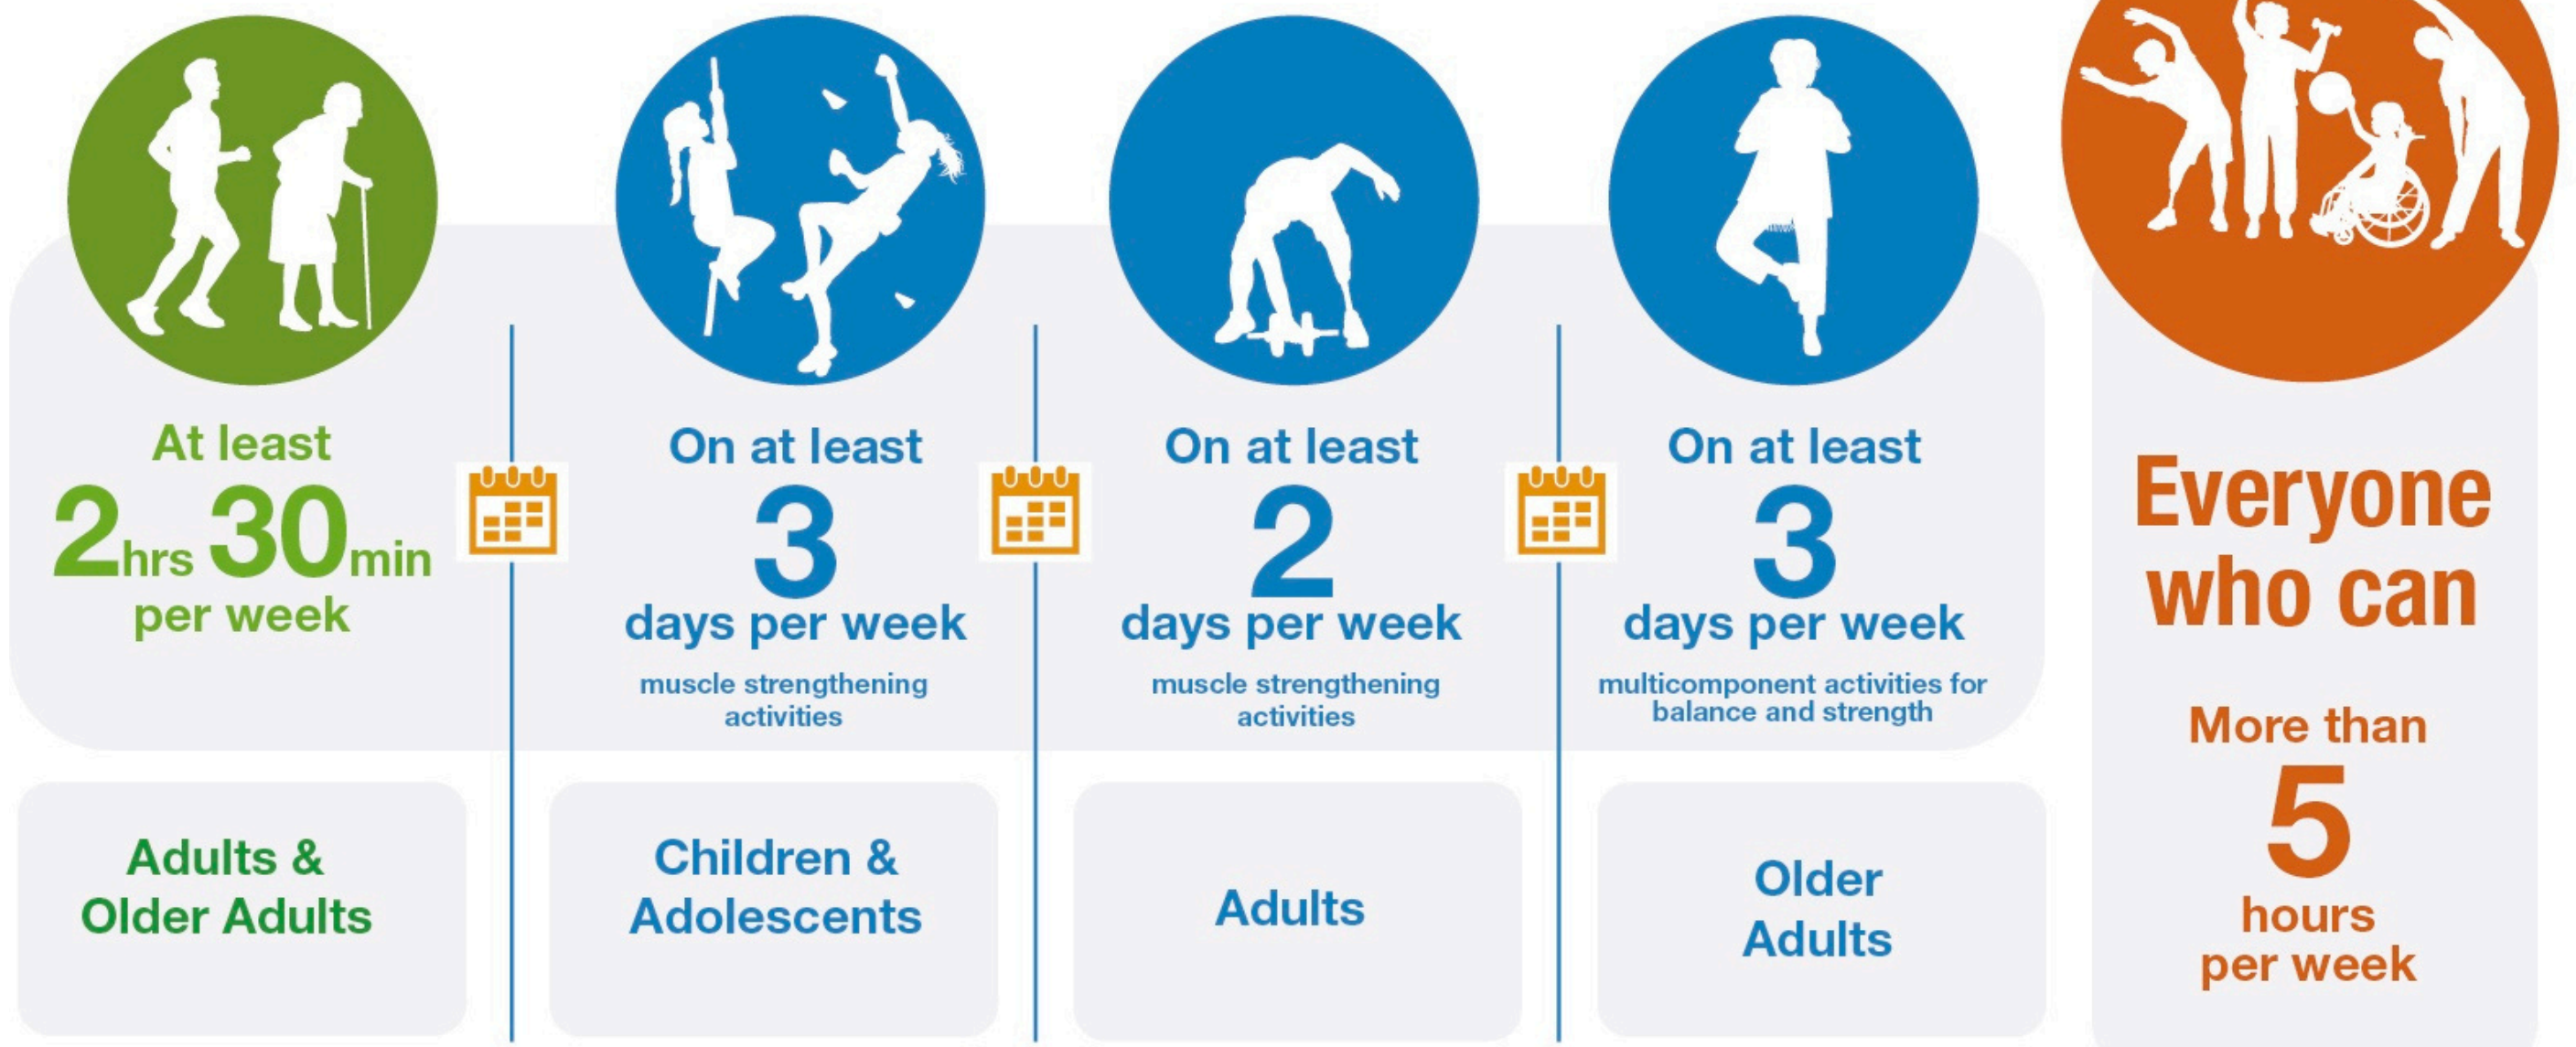 At least
2hrs 30min
per week
Adults &
Older Adults
On at least
3
days per week
muscle strengthening
activities
Children &
Adolescents
On at least
2
days per week
muscle strengthening
activities
Adults
On at least
3
days per week
multicomponent activities for
balance and strength
Older
Adults
Everyone
who can
More than
5
hours
per week